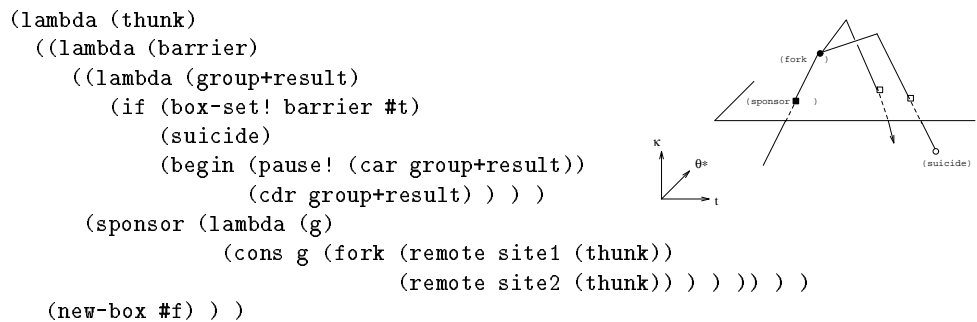 (lambda (thunk)
((lambda (barrier)
((lambda (group+result)
(if (box-set! barrier #t)
(suicide)
(begin (pause! (car group+result))
(cdr group+result) ) ) )
(sponsor (lambda (g)
(cons g (fork (remote site1 (thunk))
(remote site2 (thunk)) ) ) )) ) )
(new-box #f) ) )
(fork )
(sponsor )
(suicide)
κ
θ*
t